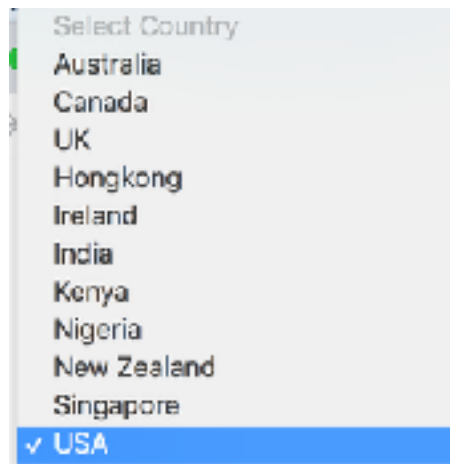 Select Country
Australia
Canada
UK
Hongkong
Ireland
India
Kenya
Nigeria
New Zealand
Singapore
✓ USA